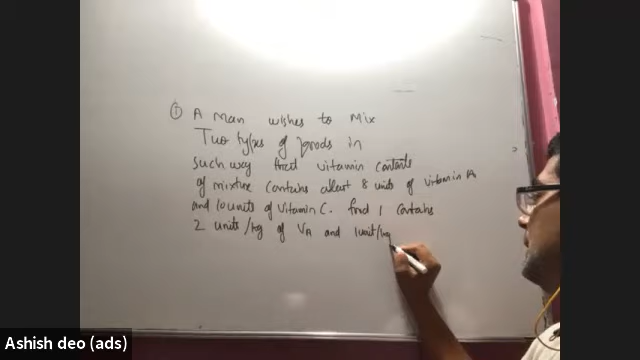 ① A Man wishes to Mix
Two types of foods in
such way that vitamin contents
of mixture contains atleast 8 units of vitamin A
and 10 units of vitamin C. food 1 contains
2 units/kg of VA and 1unit/kg
Ashish deo (ads)